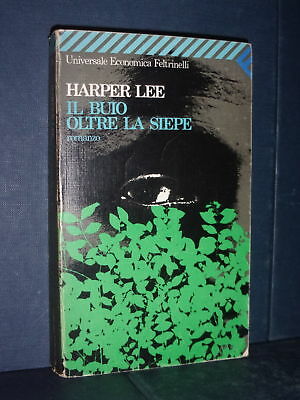 Universale Economica Feltrinelli
HARPER LEE
IL BUIO
OLTRE LA SIEPE
romanzo